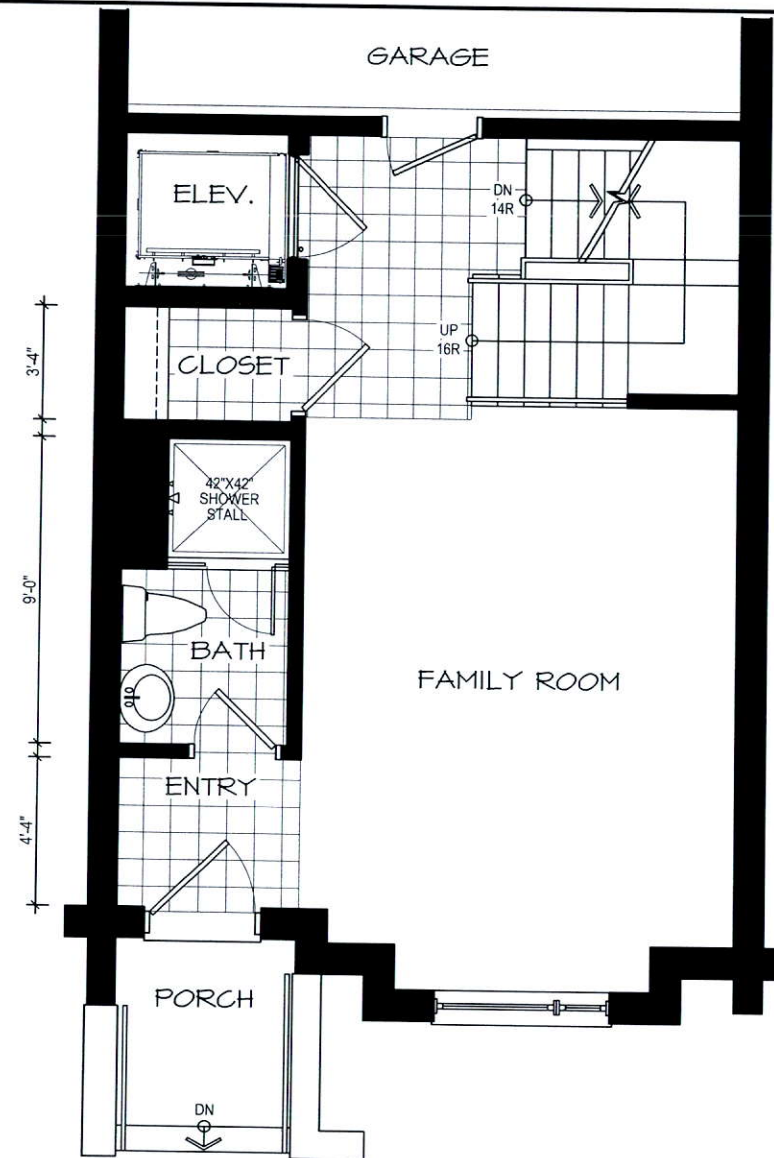 GARAGE
ELEV.
DN
14R
UP
16R
3'-4"
CLOSET
42"X42"
SHOWER
STALL
9'-0"
BATH
FAMILY ROOM
ENTRY
4'-4"
PORCH
DN